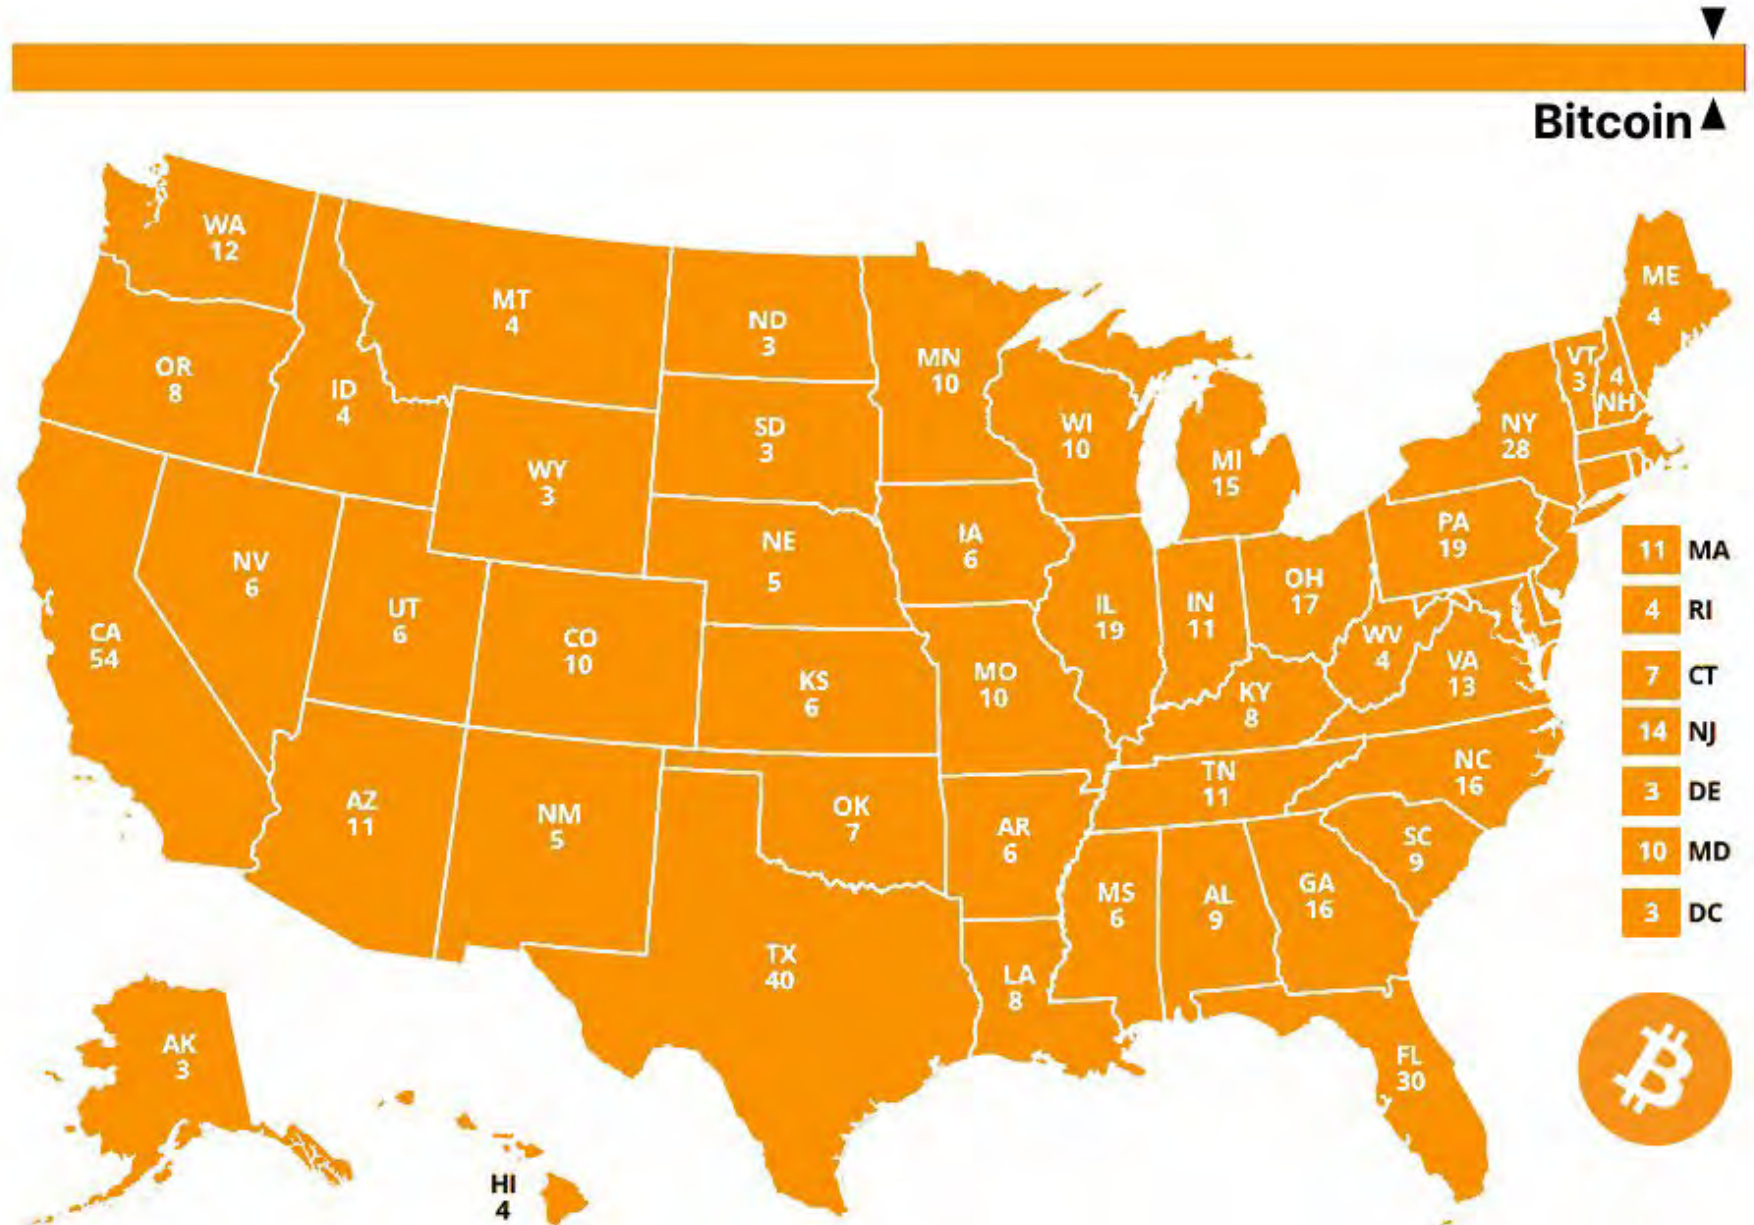 Bitcoin
WA
12
MT
4
ND
3
MN
10
ME
4
OR
8
ID
4
SD
3
WI
10
VT
3
4
NH
WY
3
MI
15
NY
28
NV
6
NE
5
IA
6
PA
19
11 MA
UT
6
CO
10
IL
19
IN
11
OH
17
WV
4
VA
13
4 RI
CA
54
KS
6
MO
10
KY
8
7 CT
14 NJ
AZ
11
NM
5
OK
7
AR
6
TN
11
NC
16
3 DE
SC
9
10 MD
TX
40
LA
8
MS
6
AL
9
GA
16
3 DC
AK
3
HI
4
FL
30